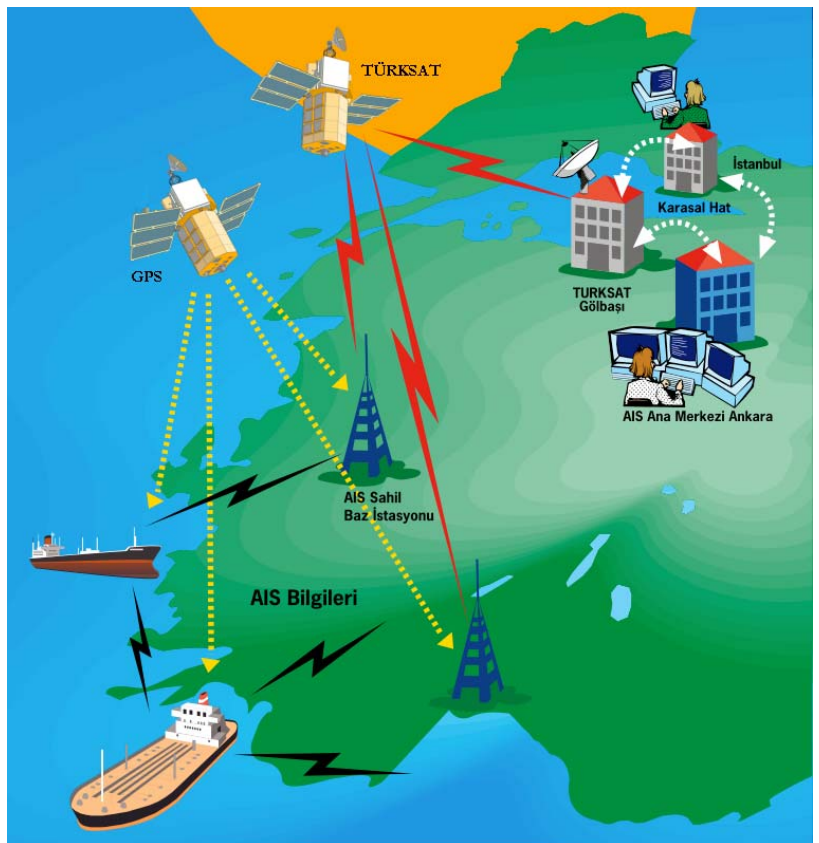 TÜRKSAT
GPS
İstanbul
Karasal Hat
TURKSAT
Gölbaşı
AIS Ana Merkezi Ankara
AIS Sahil
Baz İstasyonu
AIS Bilgileri